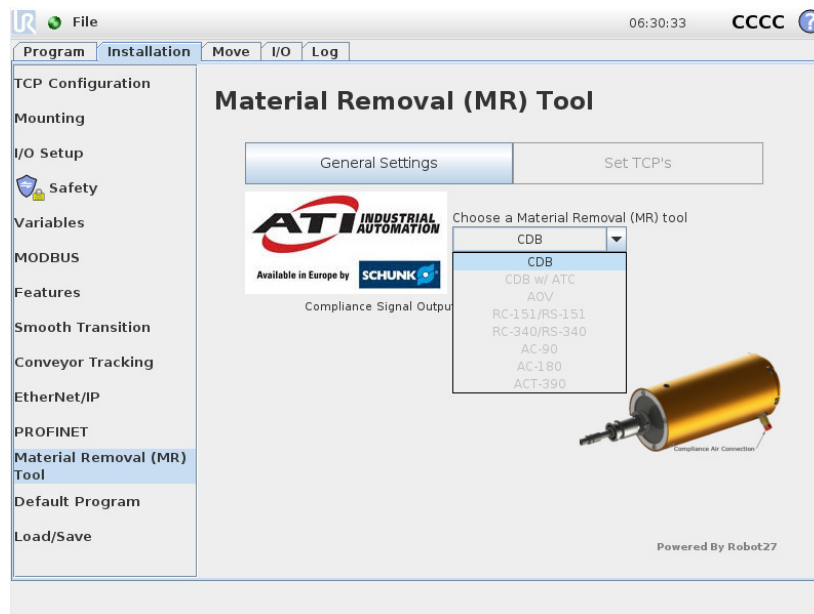 UR File 06:30:33 CCCC ?
Program Installation Move I/O Log
TCP Configuration
Mounting
I/O Setup
Safety
Variables
MODBUS
Features
Smooth Transition
Conveyor Tracking
EtherNet/IP
PROFINET
Material Removal (MR)
Tool
Default Program
Load/Save
Material Removal (MR) Tool
General Settings Set TCP's
ATI INDUSTRIAL
AUTOMATION
Available in Europe by SCHUNK
Choose a Material Removal (MR) tool
CDB
CDB
CDB w/ ATC
AOV
RC-151/RS-151
RC-340/RS-340
AC-90
AC-180
ACT-390
Compliance Signal Outpu
Compliance Air Connection
Powered By Robot27